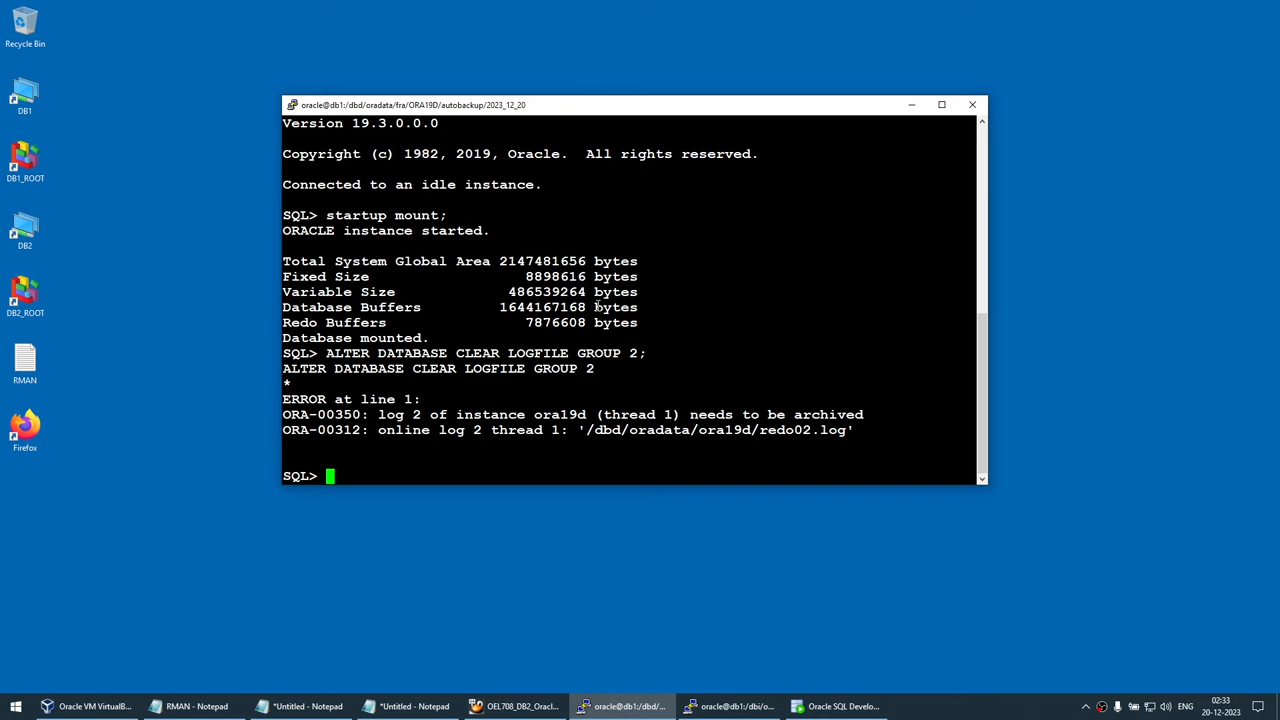 Recycle Bin
DB1
DB1_ROOT
DB2
DB2_ROOT
RMAN
Firefox
oracle@db1:/dbd/oradata/fra/ORA19D/autobackup/2023_12_20
Version 19.3.0.0.0
Copyright (c) 1982, 2019, Oracle.  All rights reserved.
Connected to an idle instance.
SQL> startup mount;
ORACLE instance started.
Total System Global Area 2147481656 bytes
Fixed Size                  8898616 bytes
Variable Size             486539264 bytes
Database Buffers         1644167168 bytes
Redo Buffers                7876608 bytes
Database mounted.
SQL> ALTER DATABASE CLEAR LOGFILE GROUP 2;
ALTER DATABASE CLEAR LOGFILE GROUP 2
*
ERROR at line 1:
ORA-00350: log 2 of instance ora19d (thread 1) needs to be archived
ORA-00312: online log 2 thread 1: '/dbd/oradata/ora19d/redo02.log'
SQL>
Oracle VM VirtualB...
RMAN - Notepad
*Untitled - Notepad
*Untitled - Notepad
OEL708_DB2_Oracl...
oracle@db1:/dbd/...
oracle@db1:/dbi/o...
Oracle SQL Develo...
ENG
02:33
20-12-2023